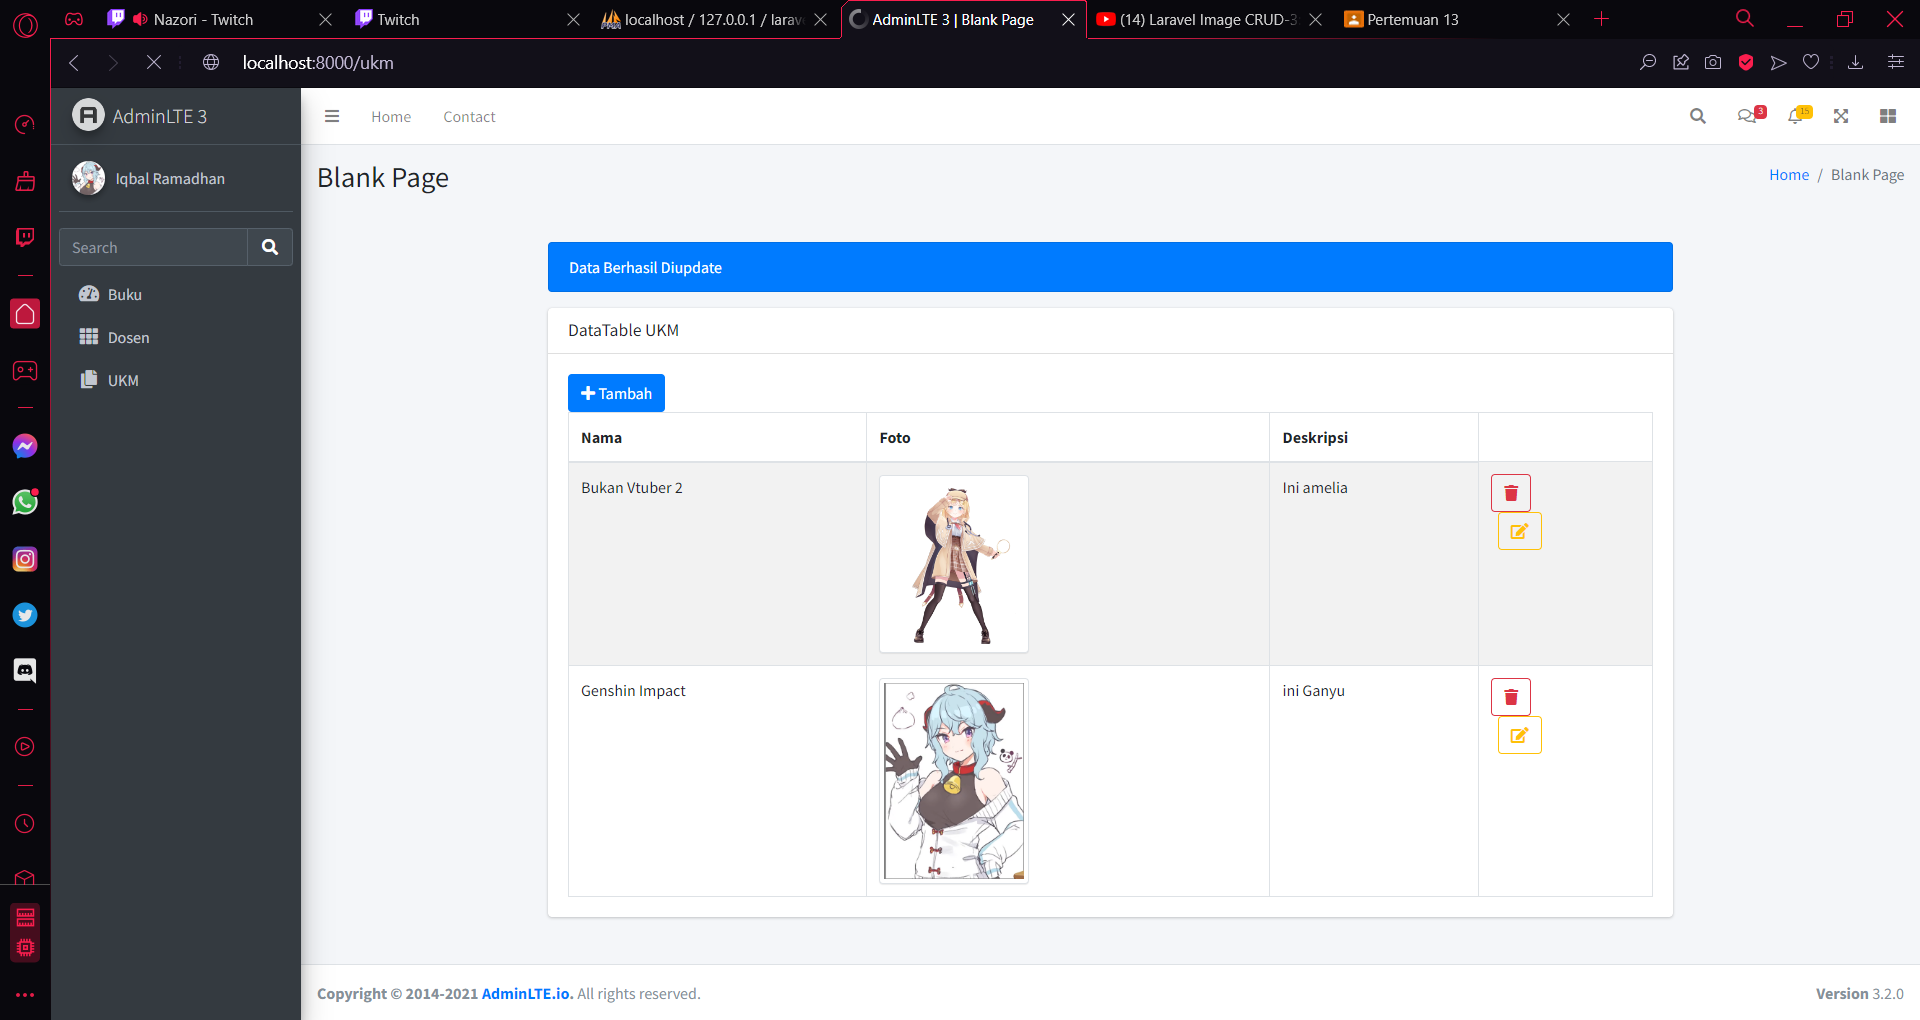 Nazori - Twitch
Twitch
localhost / 127.0.0.1 / larav
AdminLTE 3 | Blank Page
(14) Laravel Image CRUD-3
Pertemuan 13
localhost:8000/ukm
AdminLTE 3
Home
Contact
3
15
Iqbal Ramadhan
Blank Page
Home / Blank Page
Search
Buku
Dosen
UKM
Data Berhasil Diupdate
DataTable UKM
Tambah
Nama
Foto
Deskripsi
Bukan Vtuber 2
Ini amelia
Genshin Impact
ini Ganyu
Copyright © 2014-2021 AdminLTE.io. All rights reserved.
Version 3.2.0